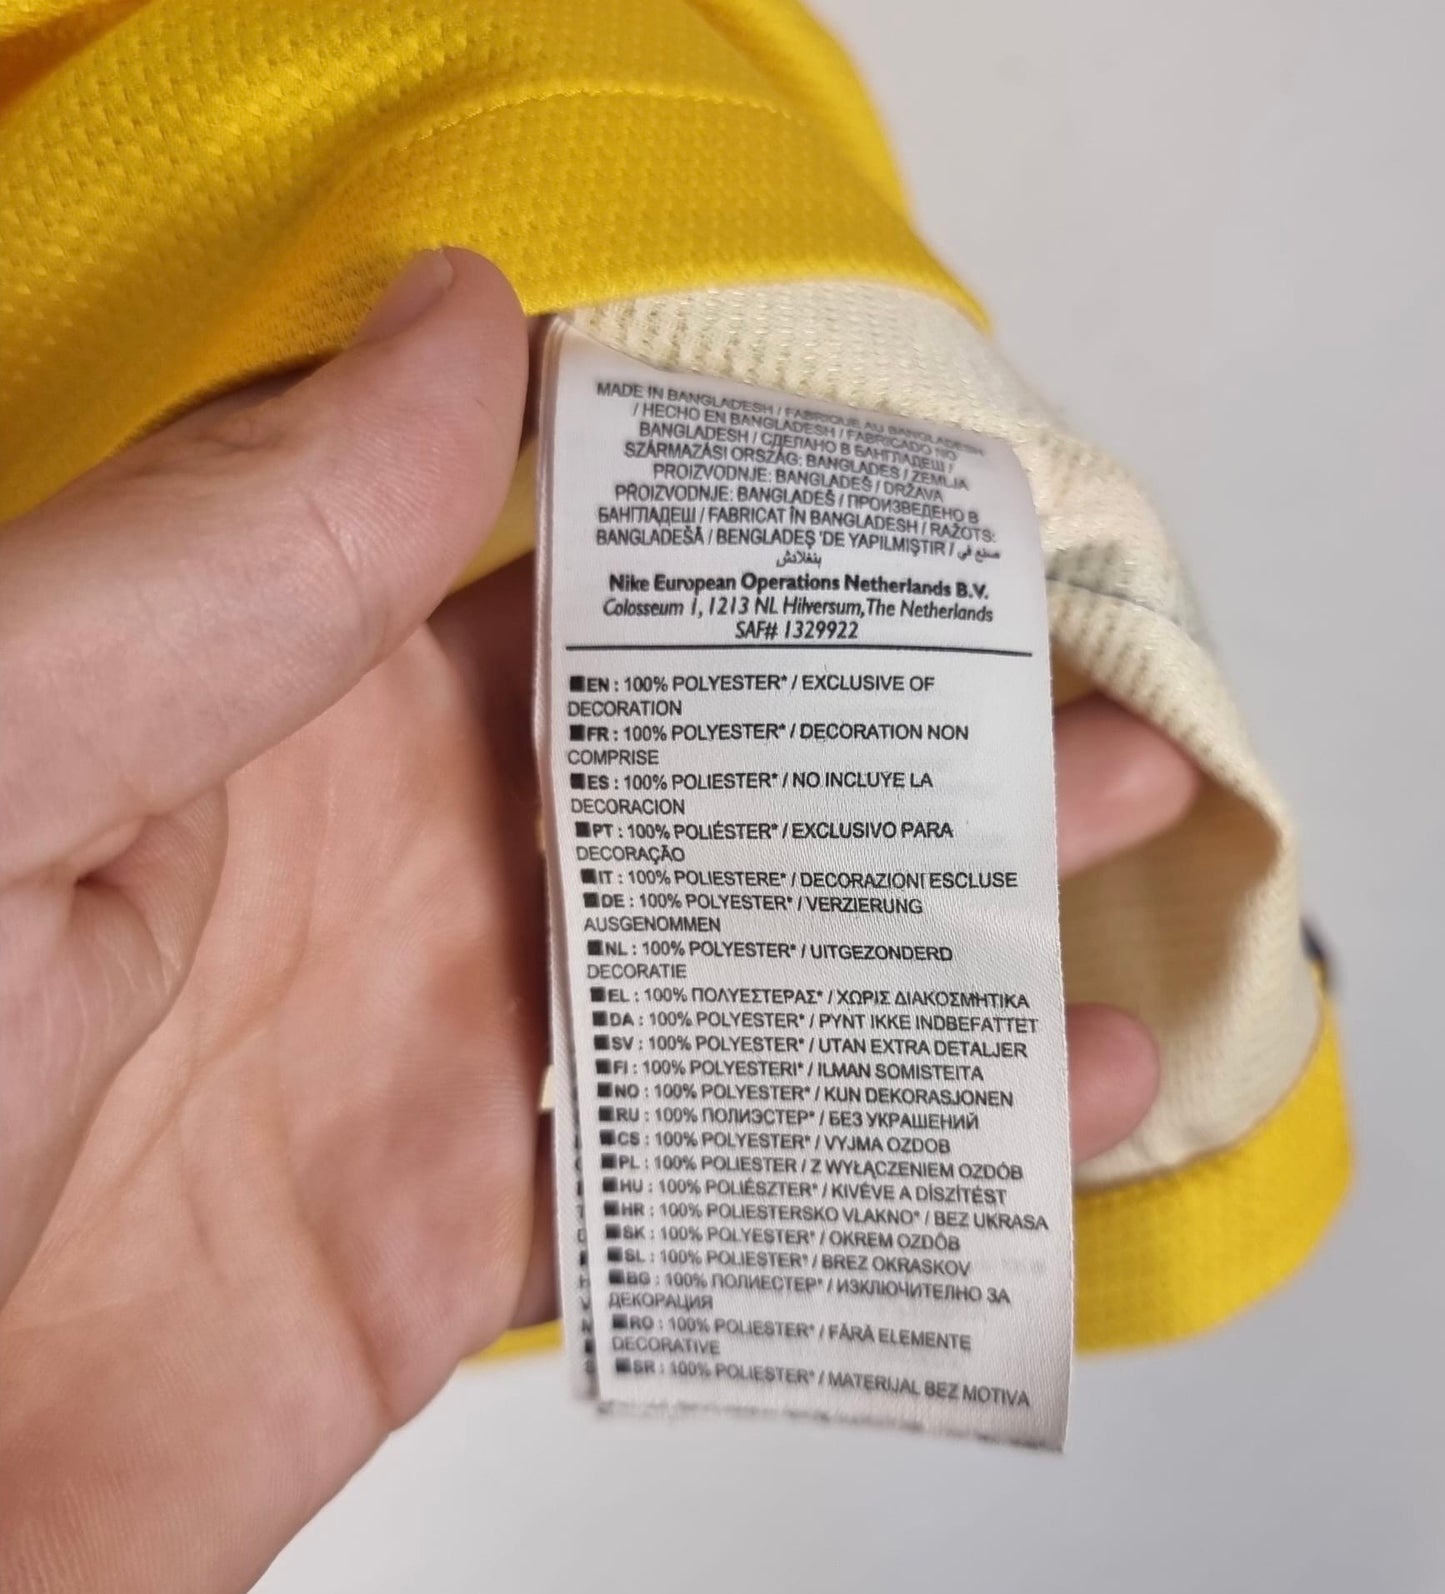 MADE IN BANGLADESH / FABRIQUE AU BANGLADESH
/ HECHO EN BANGLADESH / FABRICADO NO
BANGLADESH / СДЕЛАНО В БАНГЛАДЕШ /
SZÁRMAZÁSI ORSZÁG: BANGLADES / ZEMLJA
PROIZVODNJE: BANGLADEŠ / DRŽAVA
PROIZVODNJE: BANGLADEŠ / ПРОИЗВЕДЕНО В
БАНГЛАДЕШ / FABRICAT ÎN BANGLADESH / RAŽOTS:
BANGLADEŠĀ / BENGLADEŞ 'DE YAPILMIŞTIR / صنع في
بنغلادش
Nike European Operations Netherlands B.V.
Colosseum 1, 1213 NL Hilversum, The Netherlands
SAF# 1329922
EN : 100% POLYESTER* / EXCLUSIVE OF
DECORATION
FR : 100% POLYESTER* / DECORATION NON
COMPRISE
ES : 100% POLIESTER* / NO INCLUYE LA
DECORACION
PT : 100% POLIÉSTER* / EXCLUSIVO PARA
DECORAÇÃO
IT : 100% POLIESTERE* / DECORAZIONI ESCLUSE
DE : 100% POLYESTER* / VERZIERUNG
AUSGENOMMEN
NL : 100% POLYESTER* / UITGEZONDERD
DECORATIE
EL : 100% ΠΟΛΥΕΣΤΕΡΑΣ* / ΧΩΡΙΣ ΔΙΑΚΟΣΜΗΤΙΚΑ
DA : 100% POLYESTER* / PYNT IKKE INDBEFATTET
SV : 100% POLYESTER* / UTAN EXTRA DETALJER
FI : 100% POLYESTERI* / ILMAN SOMISTEITA
NO : 100% POLYESTER* / KUN DEKORASJONEN
RU : 100% ПОЛИЭСТЕР* / БЕЗ УКРАШЕНИЙ
CS : 100% POLYESTER* / VYJMA OZDOB
PL : 100% POLIESTER / Z WYŁĄCZENIEM OZDÓB
HU : 100% POLIÉSZTER* / KIVÉVE A DÍSZÍTÉST
HR : 100% POLIESTERSKO VLAKNO* / BEZ UKRASA
SK : 100% POLYESTER* / OKREM OZDÔB
SL : 100% POLIESTER* / BREZ OKRASKOV
BG : 100% ПОЛИЕСТЕР* / ИЗКЛЮЧИТЕЛНО ЗА
ДЕКОРАЦИЯ
RO : 100% POLIESTER* / FĂRĂ ELEMENTE
DECORATIVE
SR : 100% POLIESTER* / MATERIJAL BEZ MOTIVA